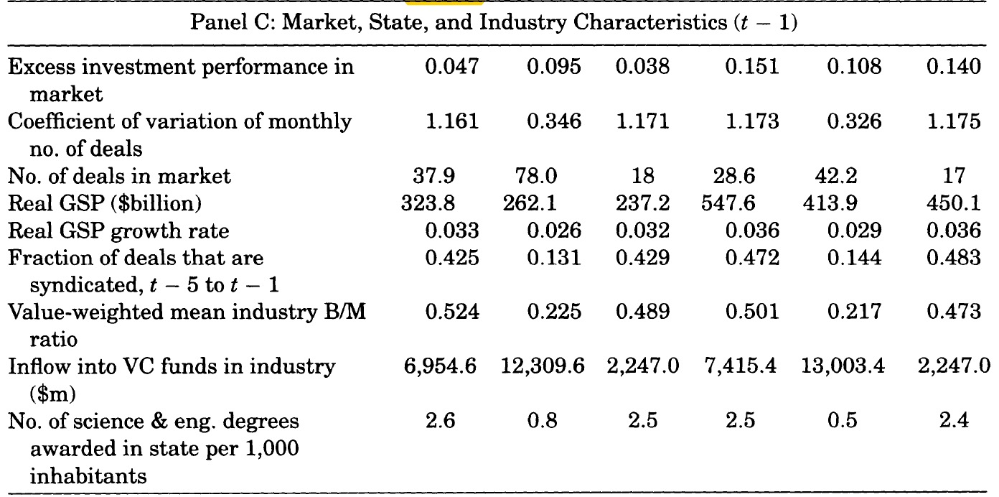 Panel C: Market, State, and Industry Characteristics (t − 1)
Excess investment performance in 0.047 0.095 0.038 0.151 0.108 0.140
market
Coefficient of variation of monthly 1.161 0.346 1.171 1.173 0.326 1.175
no. of deals
No. of deals in market 37.9 78.0 18 28.6 42.2 17
Real GSP ($billion) 323.8 262.1 237.2 547.6 413.9 450.1
Real GSP growth rate 0.033 0.026 0.032 0.036 0.029 0.036
Fraction of deals that are 0.425 0.131 0.429 0.472 0.144 0.483
syndicated, t − 5 to t − 1
Value-weighted mean industry B/M 0.524 0.225 0.489 0.501 0.217 0.473
ratio
Inflow into VC funds in industry 6,954.6 12,309.6 2,247.0 7,415.4 13,003.4 2,247.0
($m)
No. of science & eng. degrees 2.6 0.8 2.5 2.5 0.5 2.4
awarded in state per 1,000
inhabitants